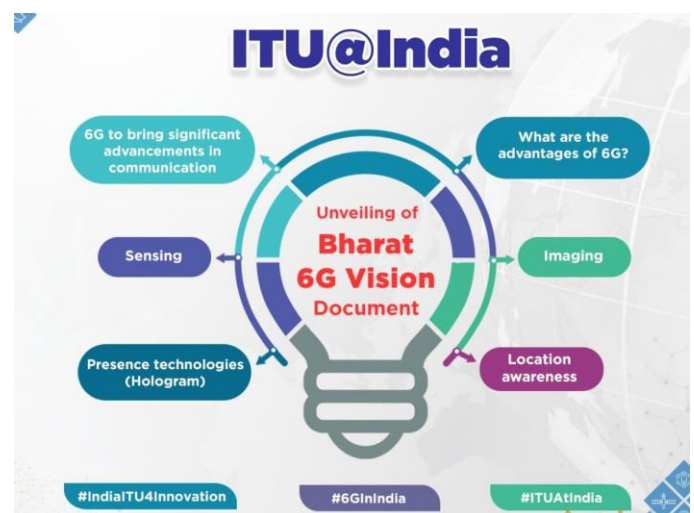 ITU@India
6G to bring significant
advancements in
communication
What are the
advantages of 6G?
Unveiling of
Bharat
6G Vision
Document
Sensing
Imaging
Presence technologies
(Hologram)
Location
awareness
#IndiaITU4Innovation
#6GInIndia
#ITUAtIndia